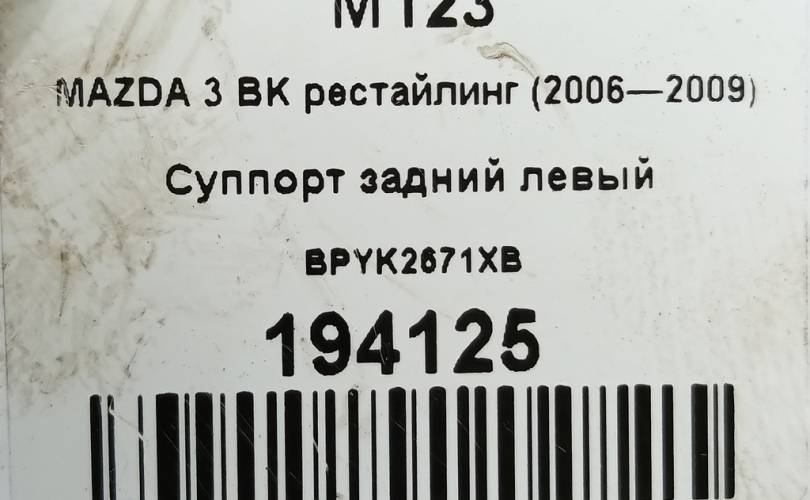 M123
MAZDA 3 BK рестайлинг (2006—2009)
Суппорт задний левый
BPYK2671XB
194125